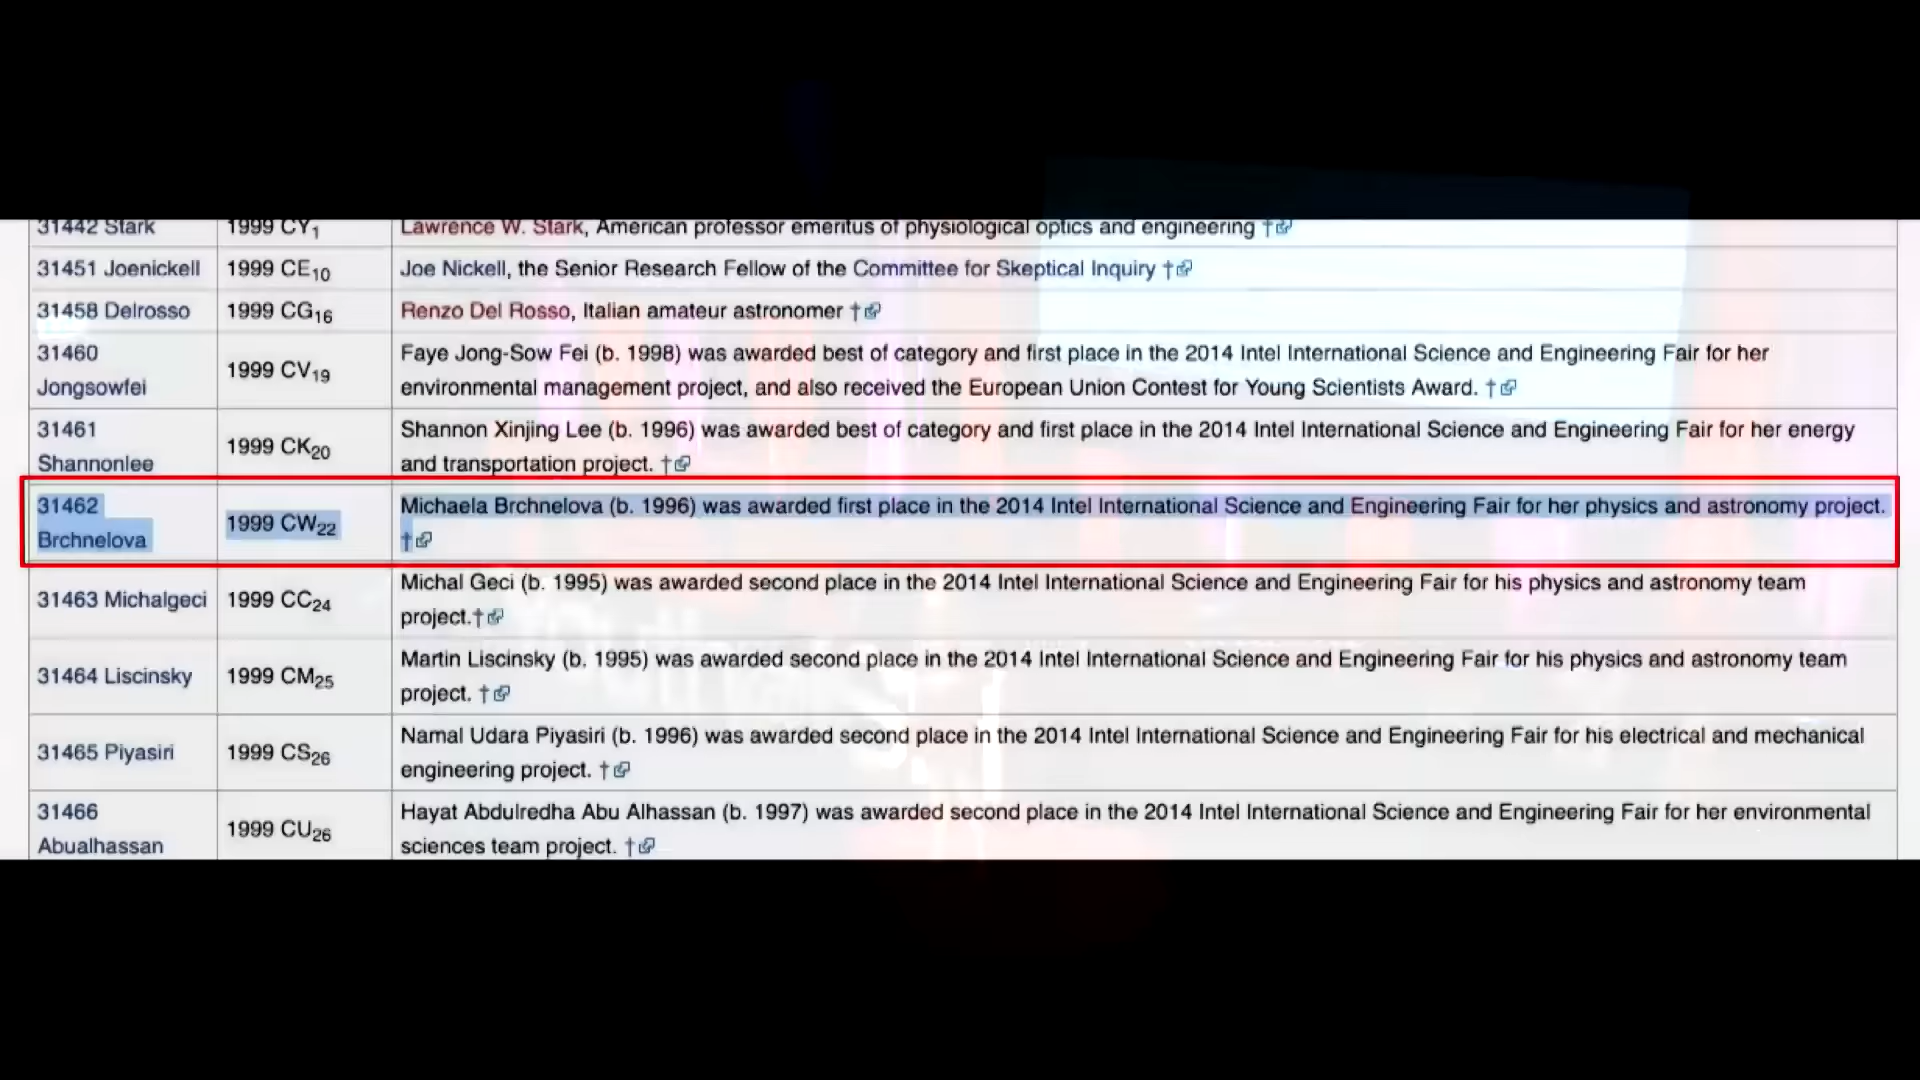 31442 Stark 1999 CY1 Lawrence W. Stark, American professor emeritus of physiological optics and engineering †
31451 Joenickell 1999 CE10 Joe Nickell, the Senior Research Fellow of the Committee for Skeptical Inquiry †
31458 Delrosso 1999 CG16 Renzo Del Rosso, Italian amateur astronomer †
31460
Jongsowfei
1999 CV19
Faye Jong-Sow Fei (b. 1998) was awarded best of category and first place in the 2014 Intel International Science and Engineering Fair for her
environmental management project, and also received the European Union Contest for Young Scientists Award. †
31461
Shannonlee
1999 CK20
Shannon Xinjing Lee (b. 1996) was awarded best of category and first place in the 2014 Intel International Science and Engineering Fair for her energy
and transportation project. †
31462
Brchnelova
1999 CW22
Michaela Brchnelova (b. 1996) was awarded first place in the 2014 Intel International Science and Engineering Fair for her physics and astronomy project.
†
31463 Michalgeci
1999 CC24
Michal Geci (b. 1995) was awarded second place in the 2014 Intel International Science and Engineering Fair for his physics and astronomy team
project.†
31464 Liscinsky
1999 CM25
Martin Liscinsky (b. 1995) was awarded second place in the 2014 Intel International Science and Engineering Fair for his physics and astronomy team
project. †
31465 Piyasiri
1999 CS26
Namal Udara Piyasiri (b. 1996) was awarded second place in the 2014 Intel International Science and Engineering Fair for his electrical and mechanical
engineering project. †
31466
Abualhassan
1999 CU26
Hayat Abdulredha Abu Alhassan (b. 1997) was awarded second place in the 2014 Intel International Science and Engineering Fair for her environmental
sciences team project. †